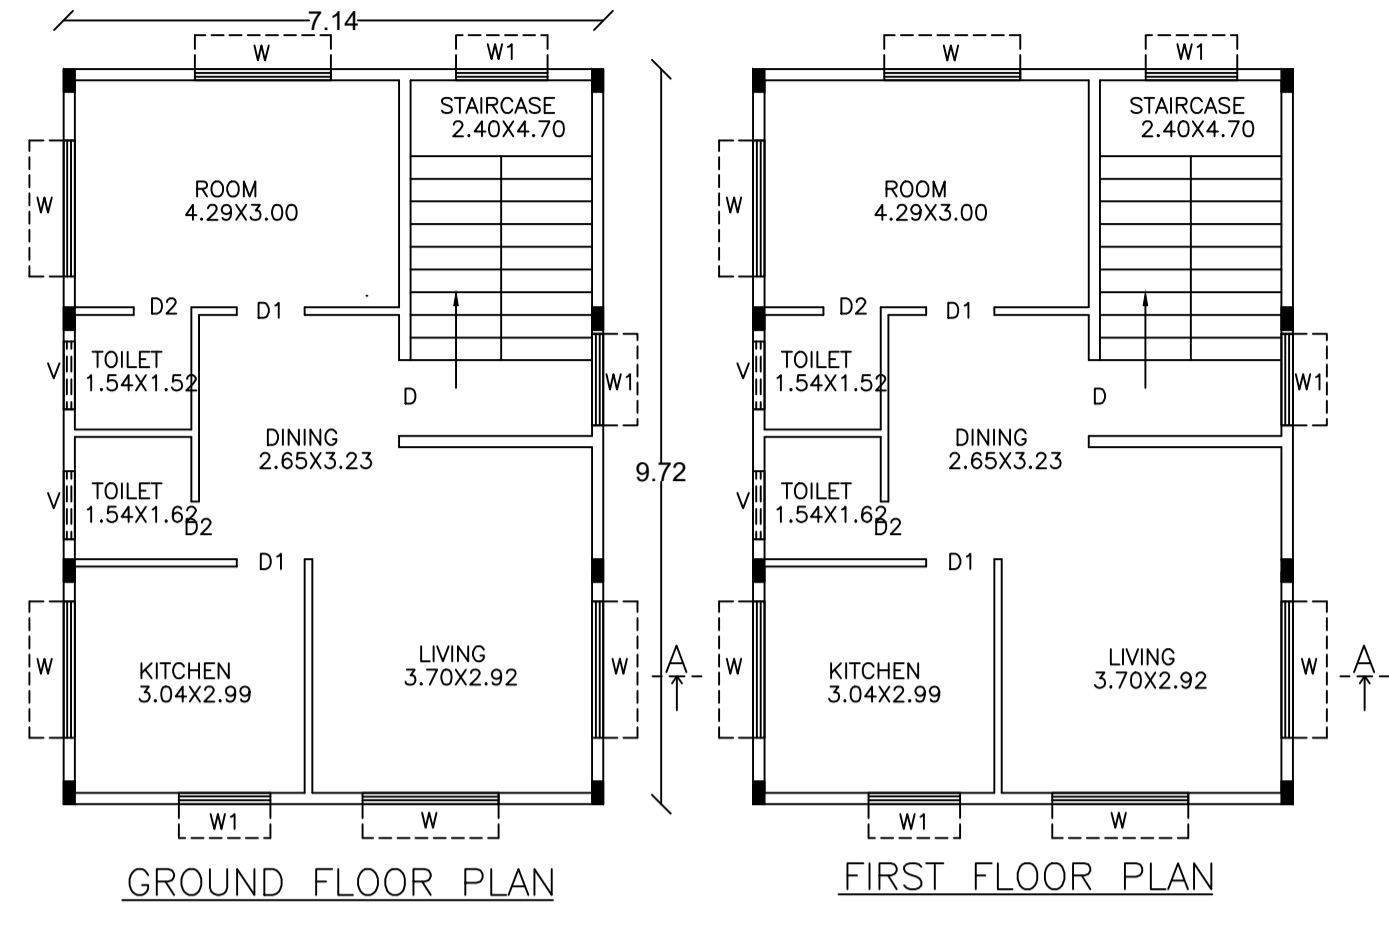 7.14
W
W1
STAIRCASE
2.40X4.70
ROOM
4.29X3.00
W
D2
D1
TOILET
1.54X1.52
V
W1
D
DINING
2.65X3.23
9.72
TOILET
1.54X1.62
V
D2
D1
KITCHEN
3.04X2.99
W
LIVING
3.70X2.92
W
A
W1
W
GROUND FLOOR PLAN
W
W1
STAIRCASE
2.40X4.70
ROOM
4.29X3.00
W
D2
D1
TOILET
1.54X1.52
V
W1
D
DINING
2.65X3.23
TOILET
1.54X1.62
V
D2
D1
KITCHEN
3.04X2.99
W
LIVING
3.70X2.92
W
A
W1
W
FIRST FLOOR PLAN